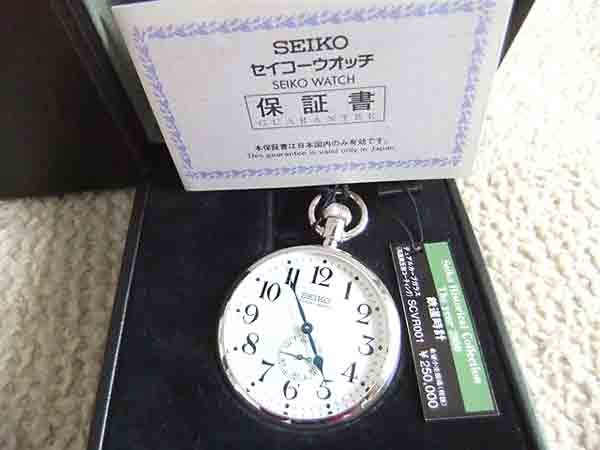 SEIKO
セイコーウオッチ
SEIKO WATCH
保証書
GUARANTEE
本保証書は日本国内のみ有効です。
This guarantee is valid only in Japan.
12
1
2
3
4
5
7
8
9
10
11
SEIKO
Seiko Historical Collection
The year 2000
鉄道時計
SCVR001
¥250,000